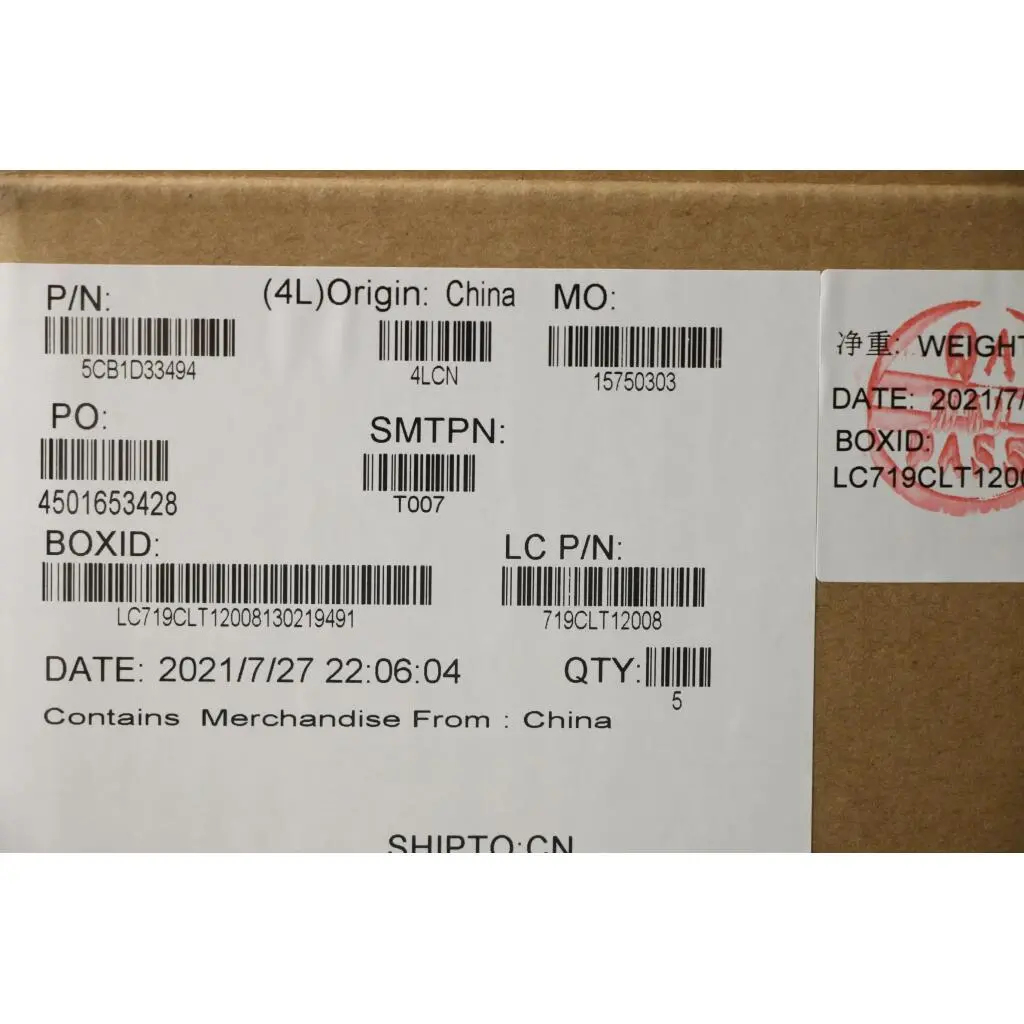 P/N: (4L)Origin: China MO:
5CB1D33494 4LCN 15750303
PO: SMTPN:
4501653428 T007
BOXID: LC P/N:
LC719CLT12008130219491 719CLT12008
DATE: 2021/7/27 22:06:04 QTY:
5
Contains Merchandise From : China
SHIPTO:CN
净重: WEIGHT
DATE: 2021/7/
BOXID:
LC719CLT1200
QA
PASS